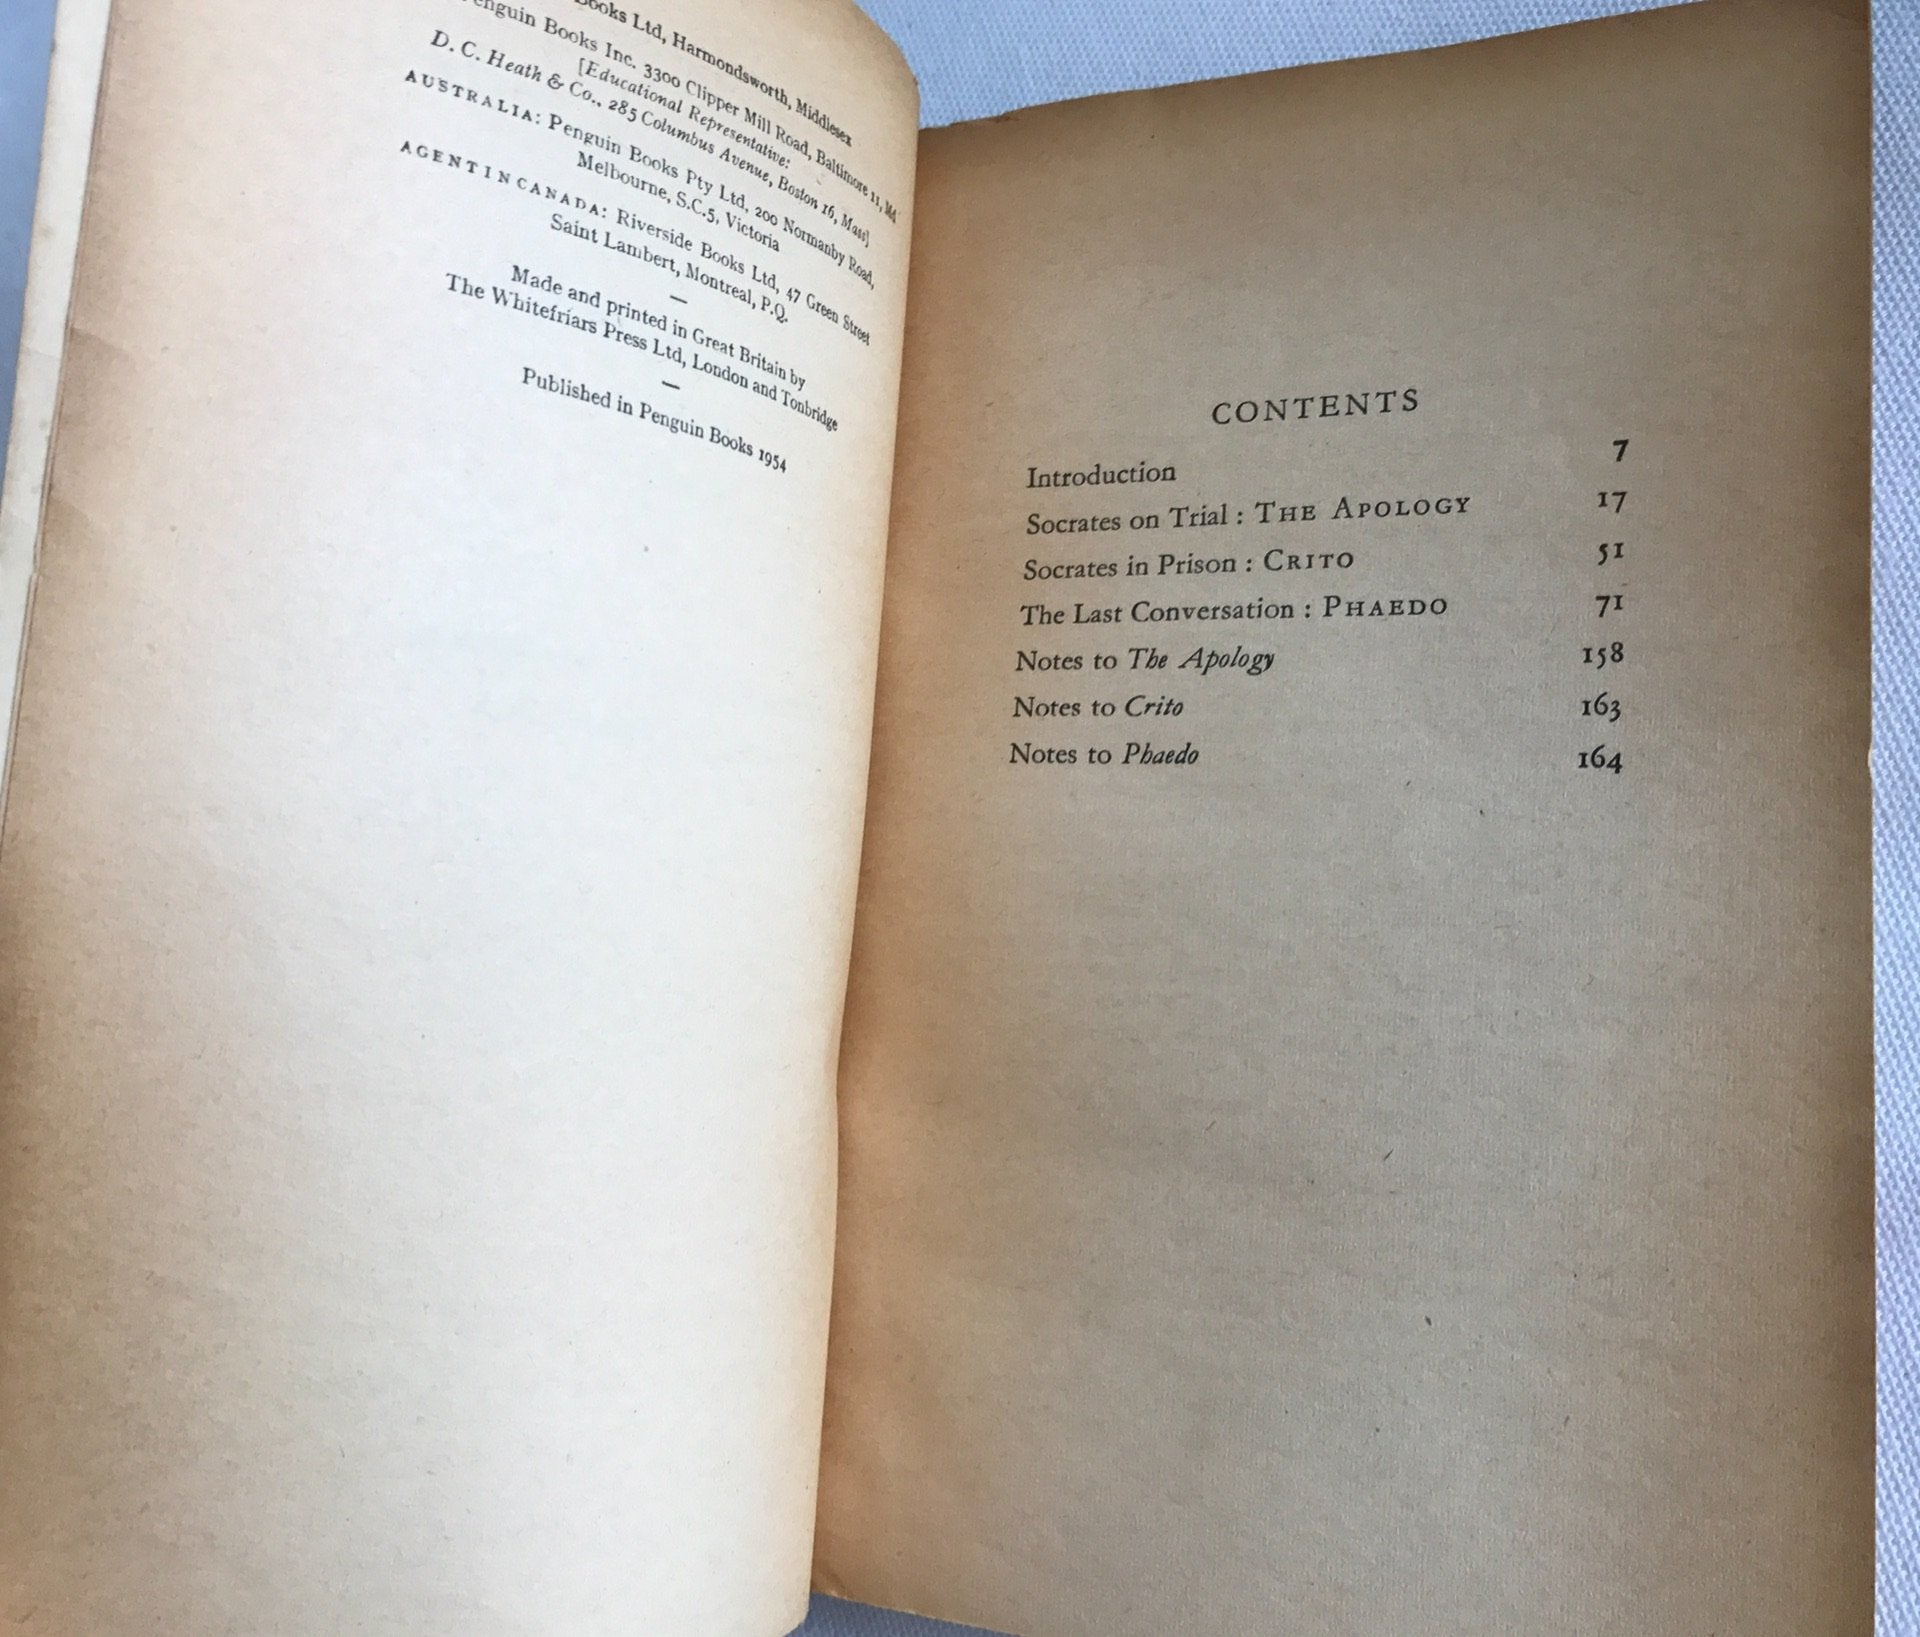 Books Ltd, Harmondsworth, Middlesex
Penguin Books Inc. 3300 Clipper Mill Road, Baltimore 11, Md
[Educational Representative:
D. C. Heath & Co., 285 Columbus Avenue, Boston 16, Mass]
AUSTRALIA: Penguin Books Pty Ltd, 200 Normanby Road,
Melbourne, S.C.5, Victoria
AGENT IN CANADA: Riverside Books Ltd, 47 Green Street
Saint Lambert, Montreal, P.Q.
—
Made and printed in Great Britain by
The Whitefriars Press Ltd, London and Tonbridge
—
Published in Penguin Books 1954
CONTENTS
Introduction 7
Socrates on Trial : THE APOLOGY 17
Socrates in Prison : CRITO 51
The Last Conversation : PHAEDO 71
Notes to The Apology 158
Notes to Crito 163
Notes to Phaedo 164